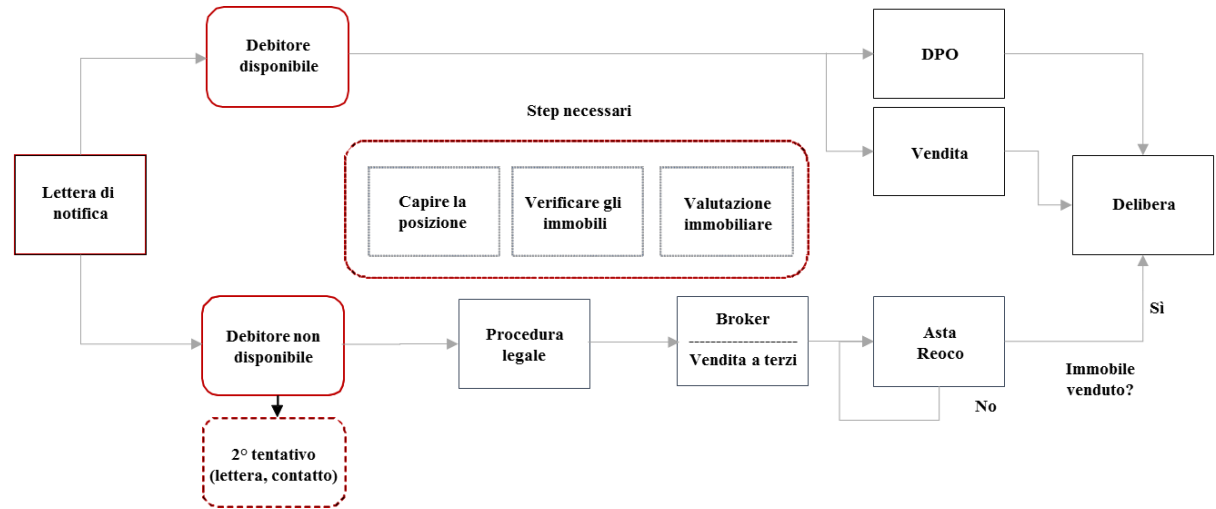 Debitore
disponibile
DPO
Step necessari
Vendita
Lettera di
notifica
Capire la
posizione
Verificare gli
immobili
Valutazione
immobiliare
Delibera
Debitore non
disponibile
Procedura
legale
Broker
Vendita a terzi
Asta
Reoco
Sì
Immobile
venduto?
No
2° tentativo
(lettera, contatto)